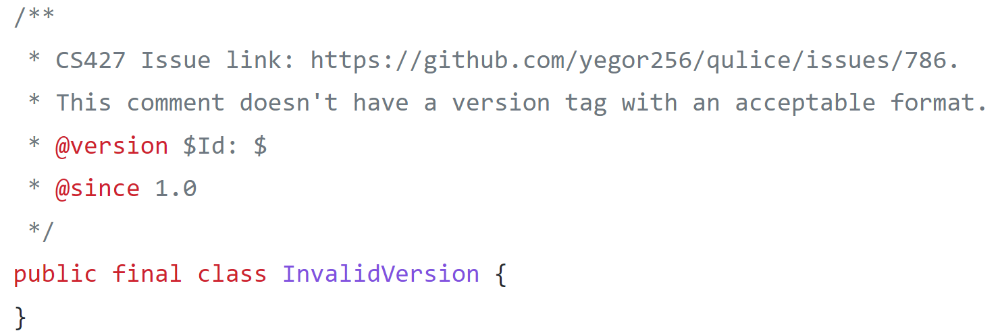 /**
 * CS427 Issue link: https://github.com/yegor256/qulice/issues/786.
 * This comment doesn't have a version tag with an acceptable format.
 * @version $Id: $
 * @since 1.0
 */
public final class InvalidVersion {
}